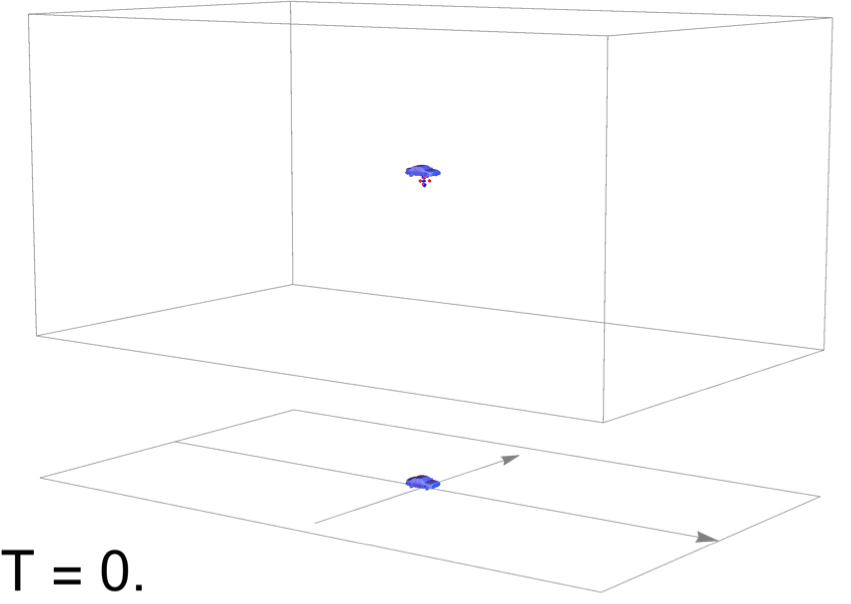 T = 0.